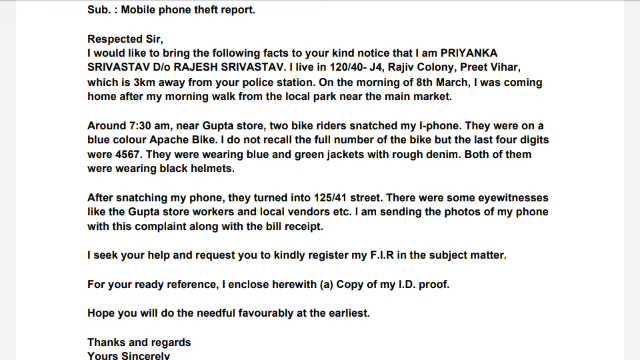 Sub. : Mobile phone theft report.
Respected Sir,
I would like to bring the following facts to your kind notice that I am PRIYANKA
SRIVASTAV D/o RAJESH SRIVASTAV. I live in 120/40- J4, Rajiv Colony, Preet Vihar,
which is 3km away from your police station. On the morning of 8th March, I was coming
home after my morning walk from the local park near the main market.
Around 7:30 am, near Gupta store, two bike riders snatched my I-phone. They were on a
blue colour Apache Bike. I do not recall the full number of the bike but the last four digits
were 4567. They were wearing blue and green jackets with rough denim. Both of them
were wearing black helmets.
After snatching my phone, they turned into 125/41 street. There were some eyewitnesses
like the Gupta store workers and local vendors etc. I am sending the photos of my phone
with this complaint along with the bill receipt.
I seek your help and request you to kindly register my F.I.R in the subject matter.
For your ready reference, I enclose herewith (a) Copy of my I.D. proof.
Hope you will do the needful favourably at the earliest.
Thanks and regards
Yours Sincerely